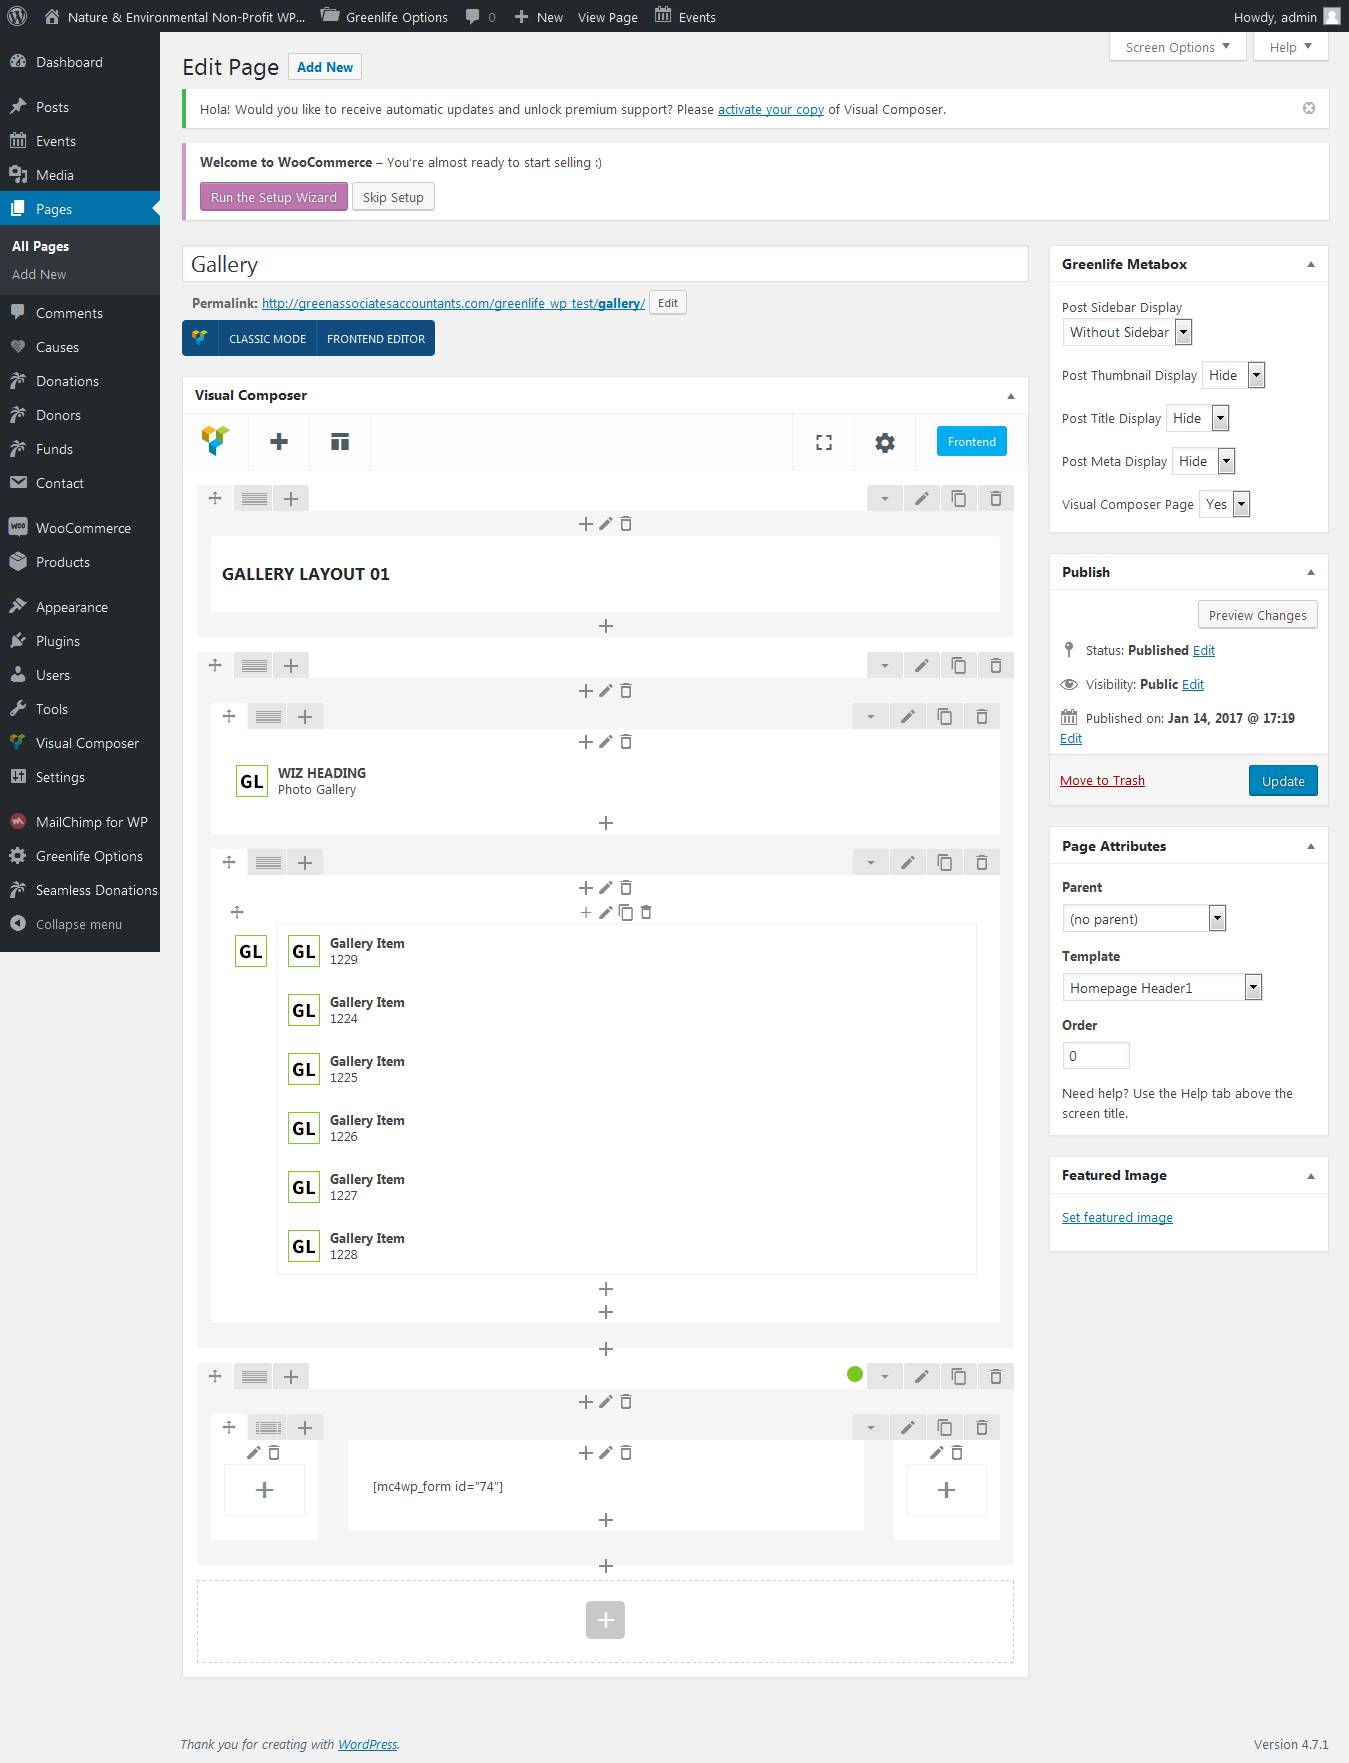 Nature & Environmental Non-Profit WP... Greenlife Options 0 New View Page Events Howdy, admin
Dashboard
Posts
Events
Media
Pages
All Pages
Add New
Comments
Causes
Donations
Donors
Funds
Contact
WooCommerce
Products
Appearance
Plugins
Users
Tools
Visual Composer
Settings
MailChimp for WP
Greenlife Options
Seamless Donations
Collapse menu
Screen Options Help
Edit Page Add New
Hola! Would you like to receive automatic updates and unlock premium support? Please activate your copy of Visual Composer.
Welcome to WooCommerce – You're almost ready to start selling :)
Run the Setup Wizard Skip Setup
Gallery
Permalink: http://greenassociatesaccountants.com/greenlife_wp_test/gallery/ Edit
CLASSIC MODE FRONTEND EDITOR
Visual Composer
Frontend
GALLERY LAYOUT 01
GL WIZ HEADING
Photo Gallery
GL GL Gallery Item
1229
GL Gallery Item
1224
GL Gallery Item
1225
GL Gallery Item
1226
GL Gallery Item
1227
GL Gallery Item
1228
[mc4wp_form id="74"]
Greenlife Metabox
Post Sidebar Display
Without Sidebar
Post Thumbnail Display Hide
Post Title Display Hide
Post Meta Display Hide
Visual Composer Page Yes
Publish
Preview Changes
Status: Published Edit
Visibility: Public Edit
Published on: Jan 14, 2017 @ 17:19
Edit
Move to Trash Update
Page Attributes
Parent
(no parent)
Template
Homepage Header1
Order
0
Need help? Use the Help tab above the
screen title.
Featured Image
Set featured image
Thank you for creating with WordPress. Version 4.7.1